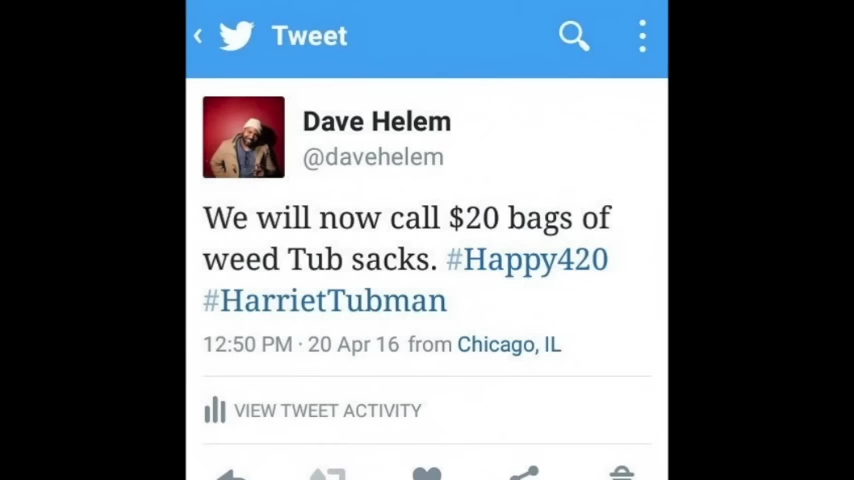 Tweet
Dave Helem
@davehelem
We will now call $20 bags of
weed Tub sacks. #Happy420
#HarrietTubman
12:50 PM · 20 Apr 16 from Chicago, IL
VIEW TWEET ACTIVITY